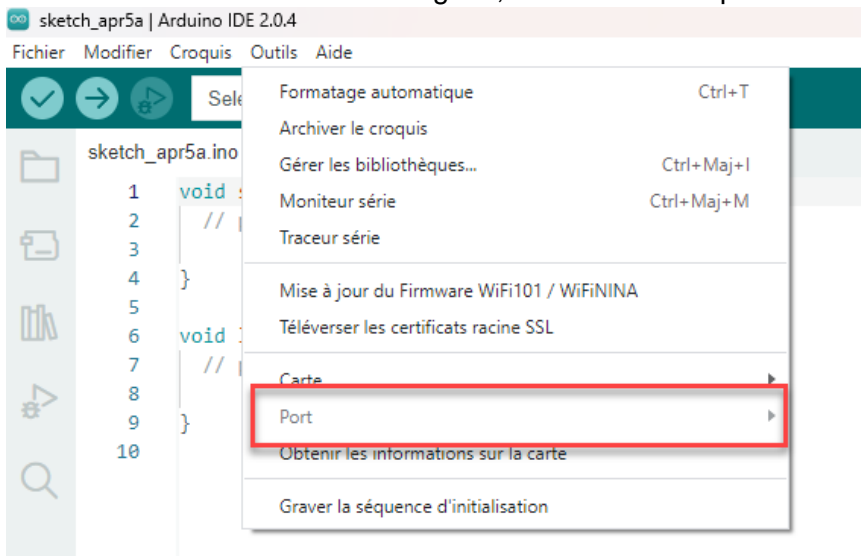 sketch_apr5a | Arduino IDE 2.0.4
Fichier Modifier Croquis Outils Aide
Formatage automatique Ctrl+T
Archiver le croquis
sketch_apr5a.ino
Gérer les bibliothèques... Ctrl+Maj+I
1 void
Moniteur série Ctrl+Maj+M
2 //
Traceur série
3
4 }
Mise à jour du Firmware WiFi101 / WiFiNINA
5
Téléverser les certificats racine SSL
6 void
7 //
Carte
8
Port
9 }
10
Obtenir les informations sur la carte
Graver la séquence d'initialisation